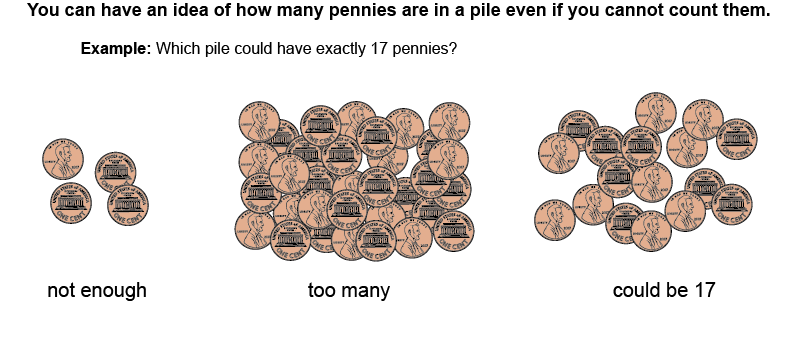 You can have an idea of how many pennies are in a pile even if you cannot count them.
Example: Which pile could have exactly 17 pennies?
not enough
too many
could be 17